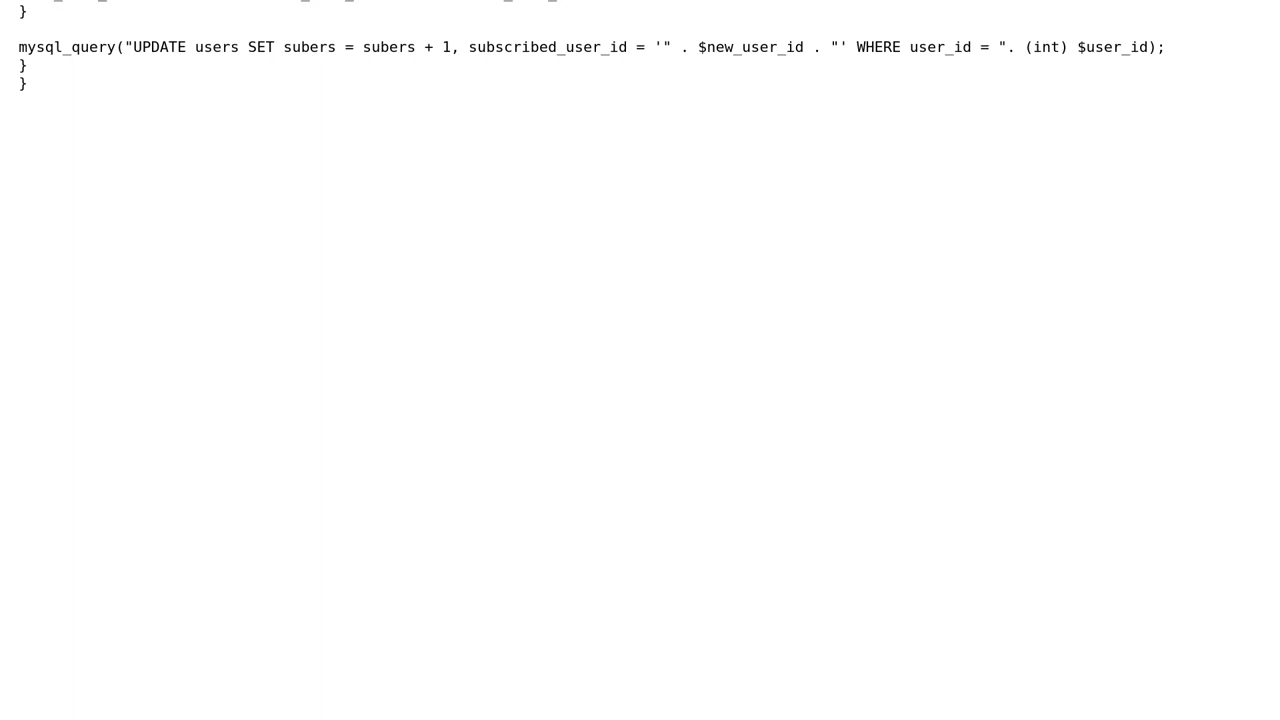 }
mysql_query("UPDATE users SET subers = subers + 1, subscribed_user_id = '" . $new_user_id . "' WHERE user_id = ". (int) $user_id);
}
}